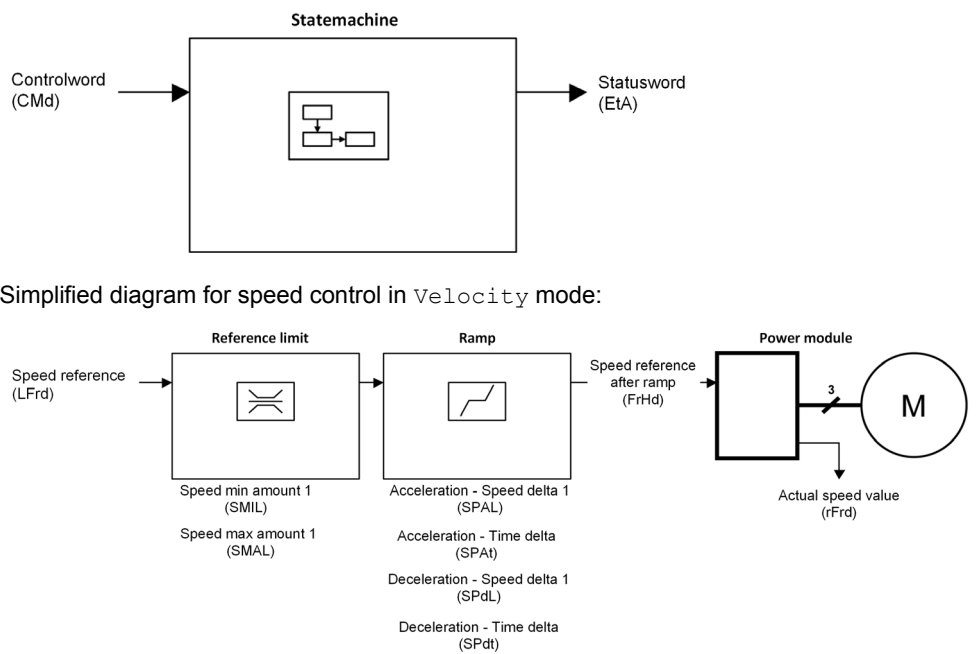 Statemachine
Controlword
(CMd)
Statusword
(EtA)
Simplified diagram for speed control in Velocity mode:
Reference limit
Ramp
Power module
Speed reference
(LFrd)
Speed reference
after ramp
(FrHd)
3
M
Speed min amount 1
(SMIL)
Speed max amount 1
(SMAL)
Acceleration - Speed delta 1
(SPAL)
Acceleration - Time delta
(SPAt)
Deceleration - Speed delta 1
(SPdL)
Deceleration - Time delta
(SPdt)
Actual speed value
(rFrd)